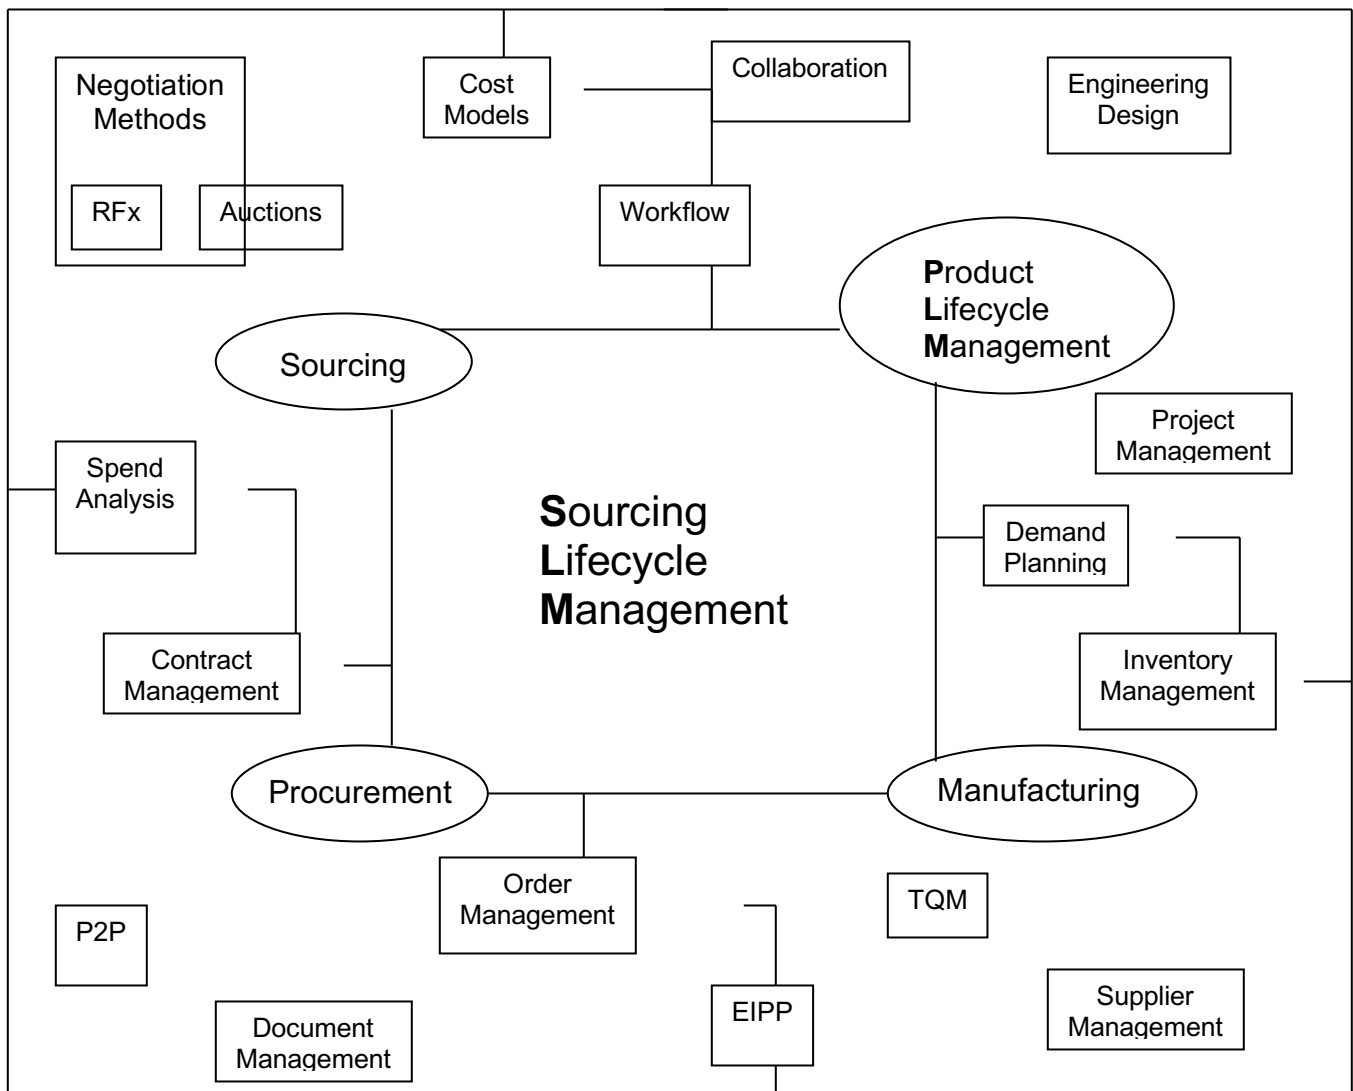 Negotiation
Methods
RFx
Auctions
Cost
Models
Collaboration
Workflow
Engineering
Design
Product
Lifecycle
Management
Sourcing
Project
Management
Spend
Analysis
Sourcing
Lifecycle
Management
Demand
Planning
Contract
Management
Inventory
Management
Procurement
Manufacturing
Order
Management
TQM
P2P
EIPP
Supplier
Management
Document
Management